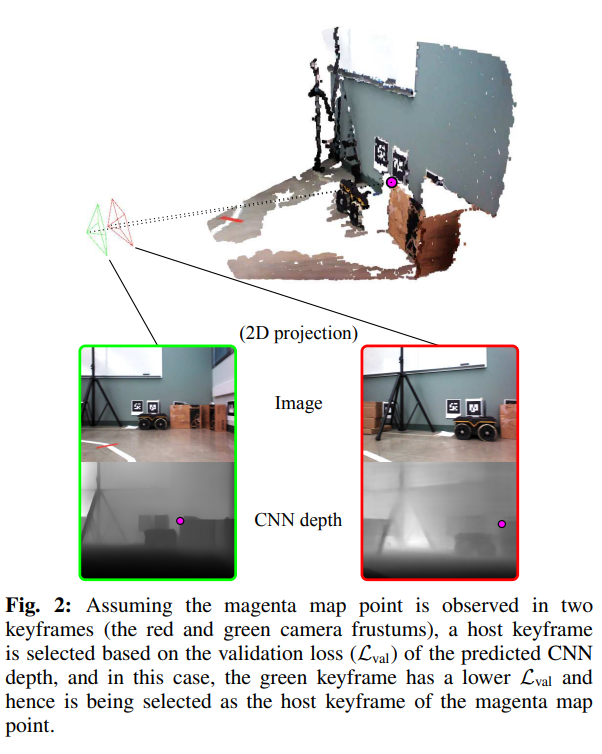 (2D projection)
Image
CNN depth
Fig. 2: Assuming the magenta map point is observed in two
keyframes (the red and green camera frustums), a host keyframe
is selected based on the validation loss (ℒval) of the predicted CNN
depth, and in this case, the green keyframe has a lower ℒval and
hence is being selected as the host keyframe of the magenta map
point.